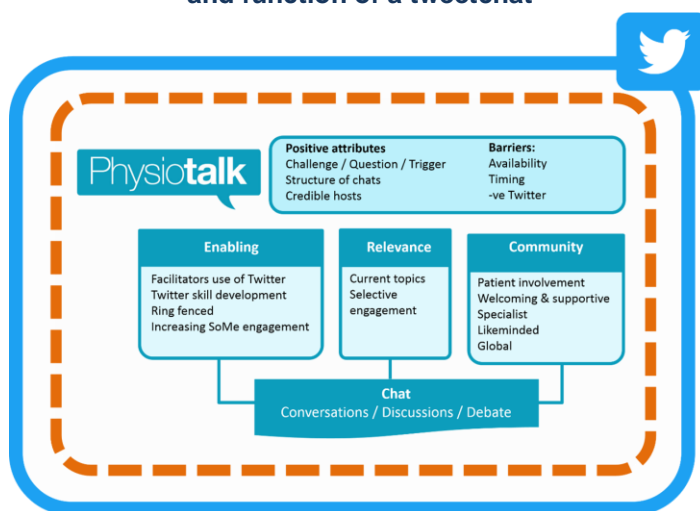 and function of a tweetchat
Physiotalk
Positive attributes
Challenge / Question / Trigger
Structure of chats
Credible hosts
Barriers:
Availability
Timing
-ve Twitter
Enabling
Facilitators use of Twitter
Twitter skill development
Ring fenced
Increasing SoMe engagement
Relevance
Current topics
Selective
engagement
Community
Patient involvement
Welcoming & supportive
Specialist
Likeminded
Global
Chat
Conversations / Discussions / Debate